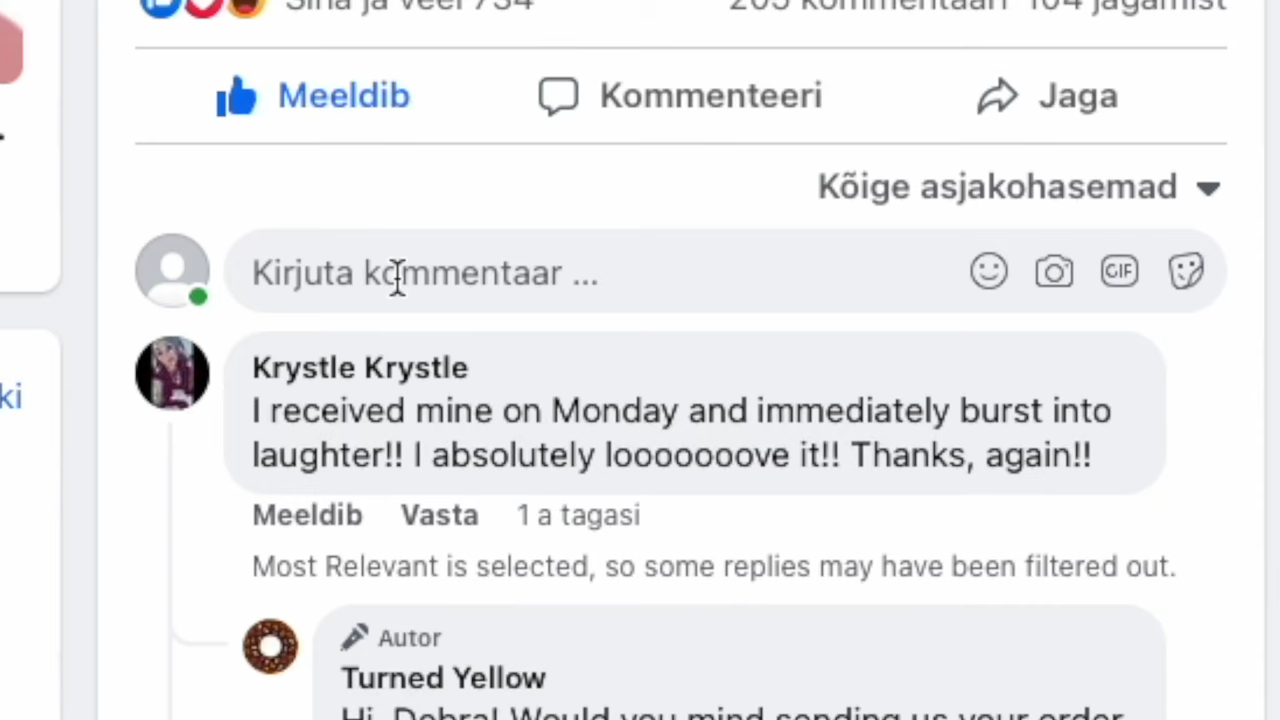 Sina ja veel 734 205 kommentaari 104 jagamist
Meeldib Kommenteeri Jaga
Kõige asjakohasemad
Kirjuta kommentaar ...
ki
Krystle Krystle
I received mine on Monday and immediately burst into
laughter!! I absolutely looooooove it!! Thanks, again!!
Meeldib Vasta 1 a tagasi
Most Relevant is selected, so some replies may have been filtered out.
Autor
Turned Yellow
Hi, Debra! Would you mind sending us your order